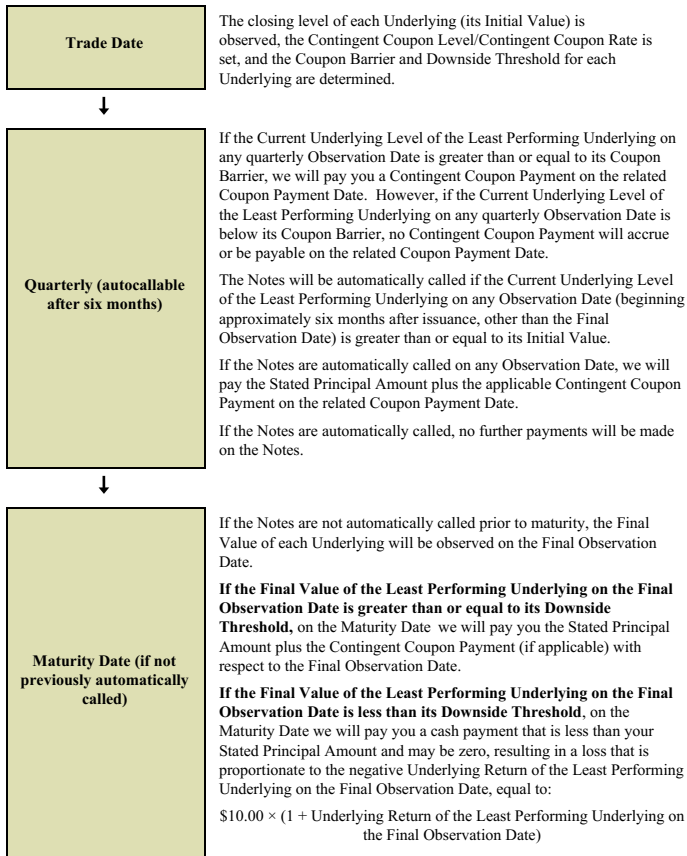 Trade Date
The closing level of each Underlying (its Initial Value) is
observed, the Contingent Coupon Level/Contingent Coupon Rate is
set, and the Coupon Barrier and Downside Threshold for each
Underlying are determined.
Quarterly (autocallable
after six months)
If the Current Underlying Level of the Least Performing Underlying on
any quarterly Observation Date is greater than or equal to its Coupon
Barrier, we will pay you a Contingent Coupon Payment on the related
Coupon Payment Date. However, if the Current Underlying Level of
the Least Performing Underlying on any quarterly Observation Date is
below its Coupon Barrier, no Contingent Coupon Payment will accrue
or be payable on the related Coupon Payment Date.
The Notes will be automatically called if the Current Underlying Level
of the Least Performing Underlying on any Observation Date (beginning
approximately six months after issuance, other than the Final
Observation Date) is greater than or equal to its Initial Value.
If the Notes are automatically called on any Observation Date, we will
pay the Stated Principal Amount plus the applicable Contingent Coupon
Payment on the related Coupon Payment Date.
If the Notes are automatically called, no further payments will be made
on the Notes.
Maturity Date (if not
previously automatically
called)
If the Notes are not automatically called prior to maturity, the Final
Value of each Underlying will be observed on the Final Observation
Date.
If the Final Value of the Least Performing Underlying on the Final
Observation Date is greater than or equal to its Downside
Threshold, on the Maturity Date we will pay you the Stated Principal
Amount plus the Contingent Coupon Payment (if applicable) with
respect to the Final Observation Date.
If the Final Value of the Least Performing Underlying on the Final
Observation Date is less than its Downside Threshold, on the
Maturity Date we will pay you a cash payment that is less than your
Stated Principal Amount and may be zero, resulting in a loss that is
proportionate to the negative Underlying Return of the Least Performing
Underlying on the Final Observation Date, equal to:
$10.00 × (1 + Underlying Return of the Least Performing Underlying on
the Final Observation Date)